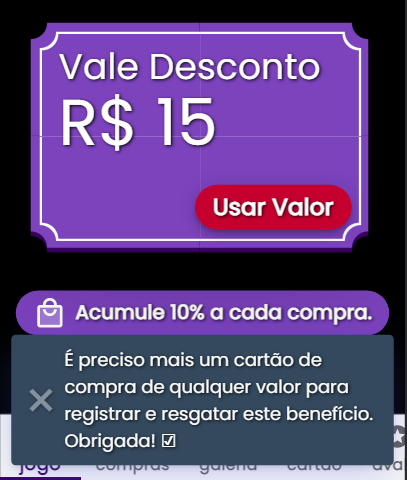 Vale Desconto
R$ 15
Usar Valor
Acumule 10% a cada compra.
É preciso mais um cartão de
compra de qualquer valor para
registrar e resgatar este benefício.
Obrigada! ☑
jogo compras galeria cartão